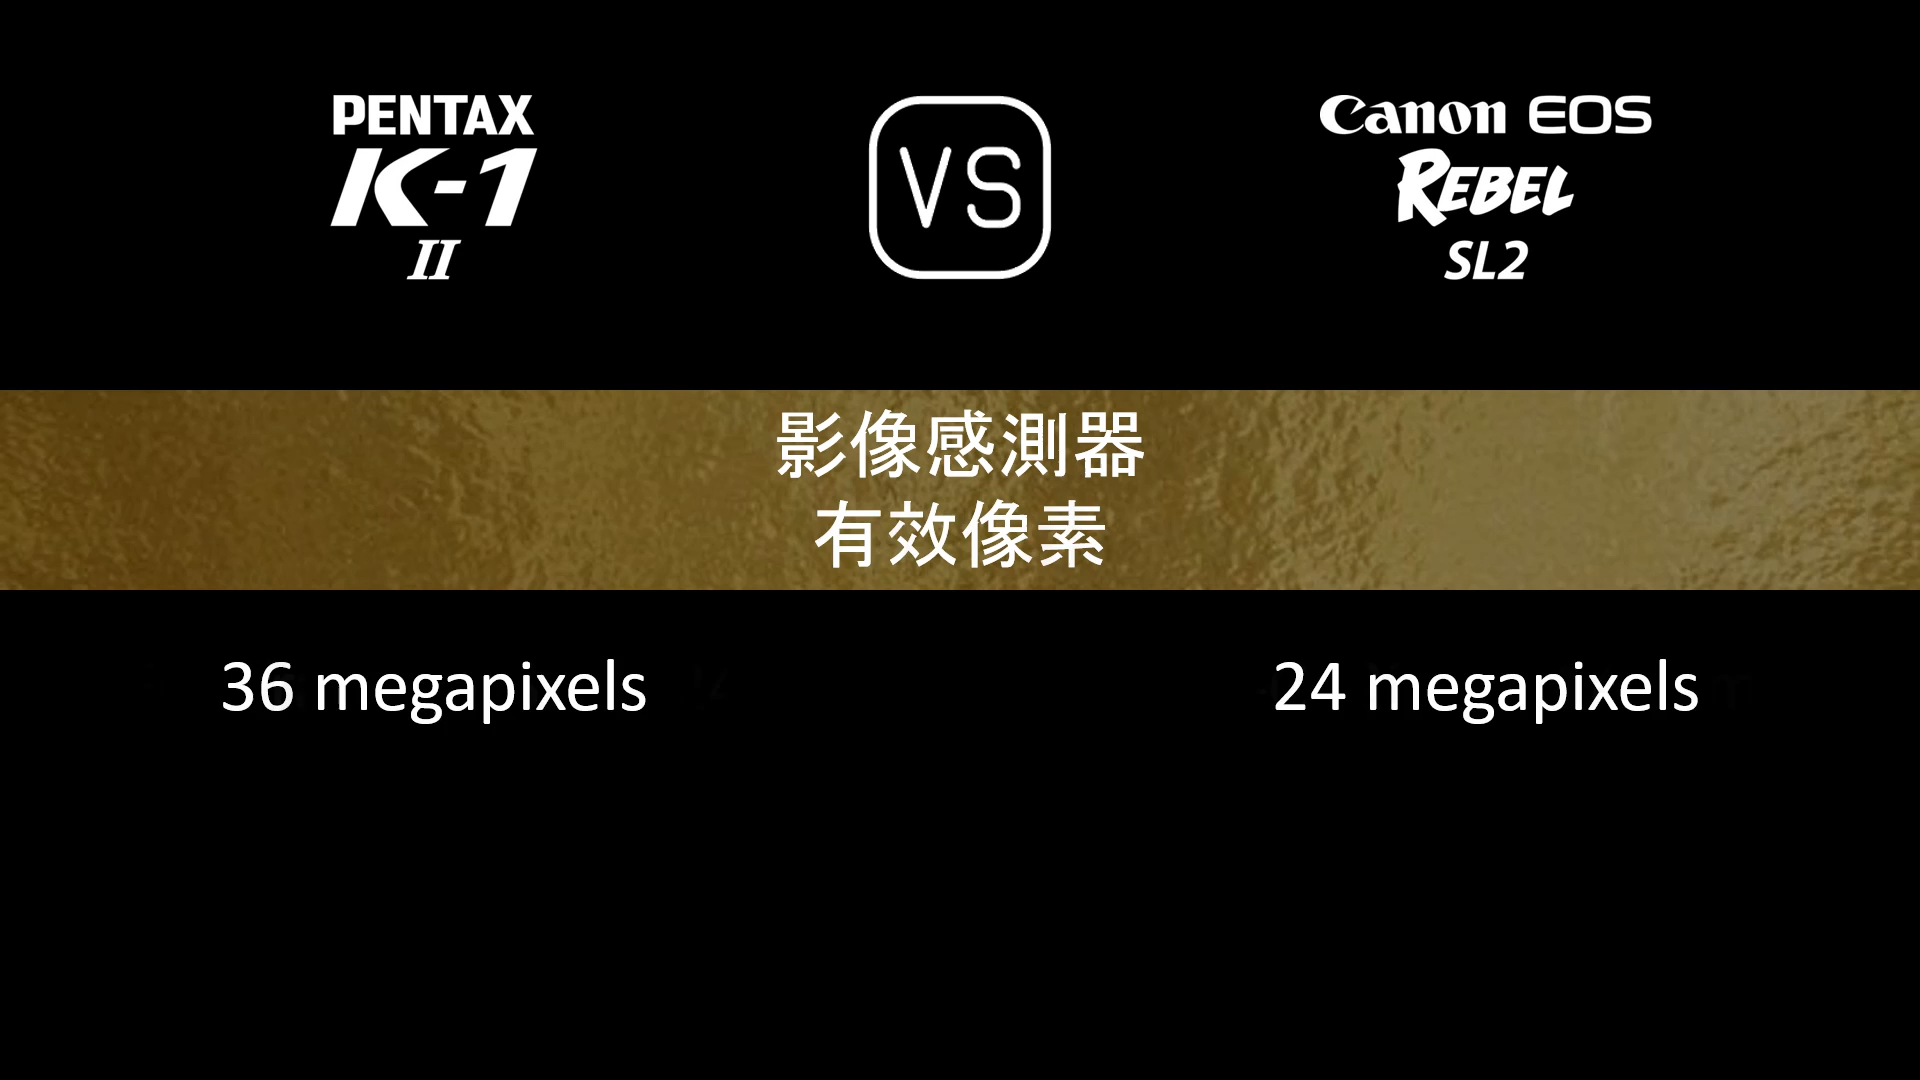 PENTAX
K-1
II
VS
Canon EOS
REBEL
SL2
影像感測器
有效像素
36 megapixels
24 megapixels